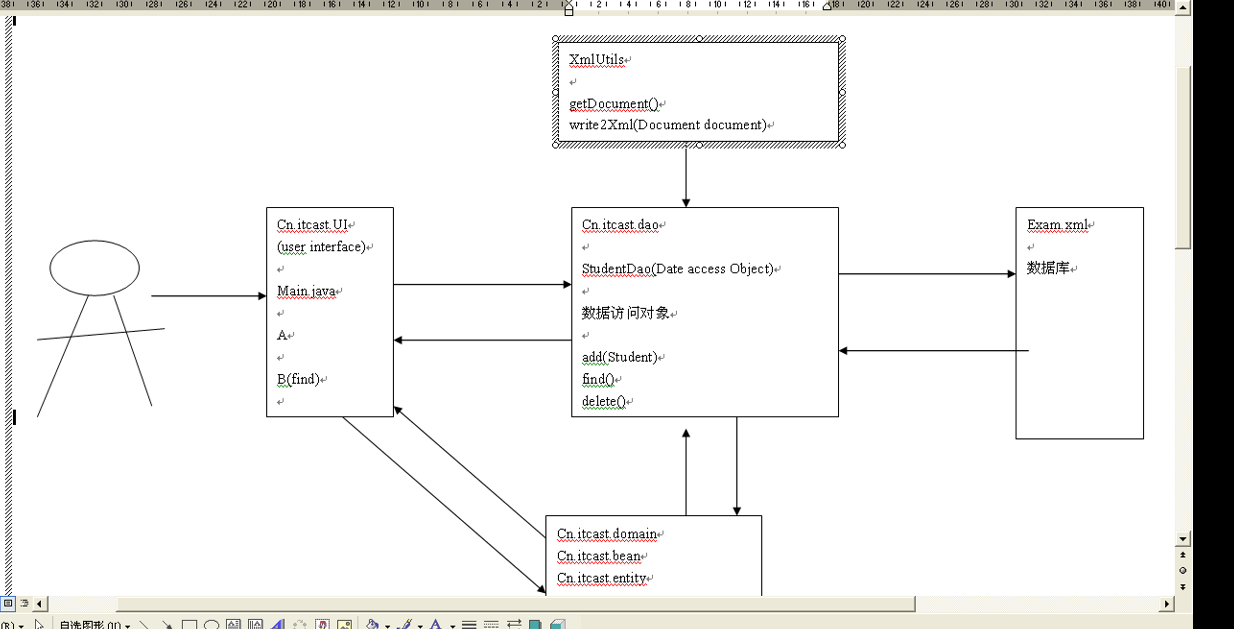 XmlUtils
getDocument()
write2Xml(Document document)
Cn.itcast.UI
(user interface)
Main.java
A
B(find)
Cn.itcast.dao
StudentDao(Date access Object)
数据访问对象
add(Student)
find()
delete()
Exam.xml
数据库
Cn.itcast.domain
Cn.itcast.bean
Cn.itcast.entity
自选图形(U)